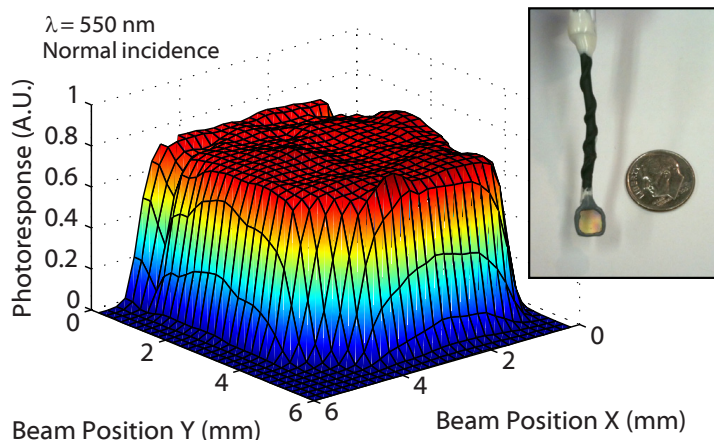 λ = 550 nm
Normal incidence
Photoresponse (A.U.)
1
0.8
0.6
0.4
0.2
0
0
2
4
6
Beam Position Y (mm)
6
4
2
0
Beam Position X (mm)